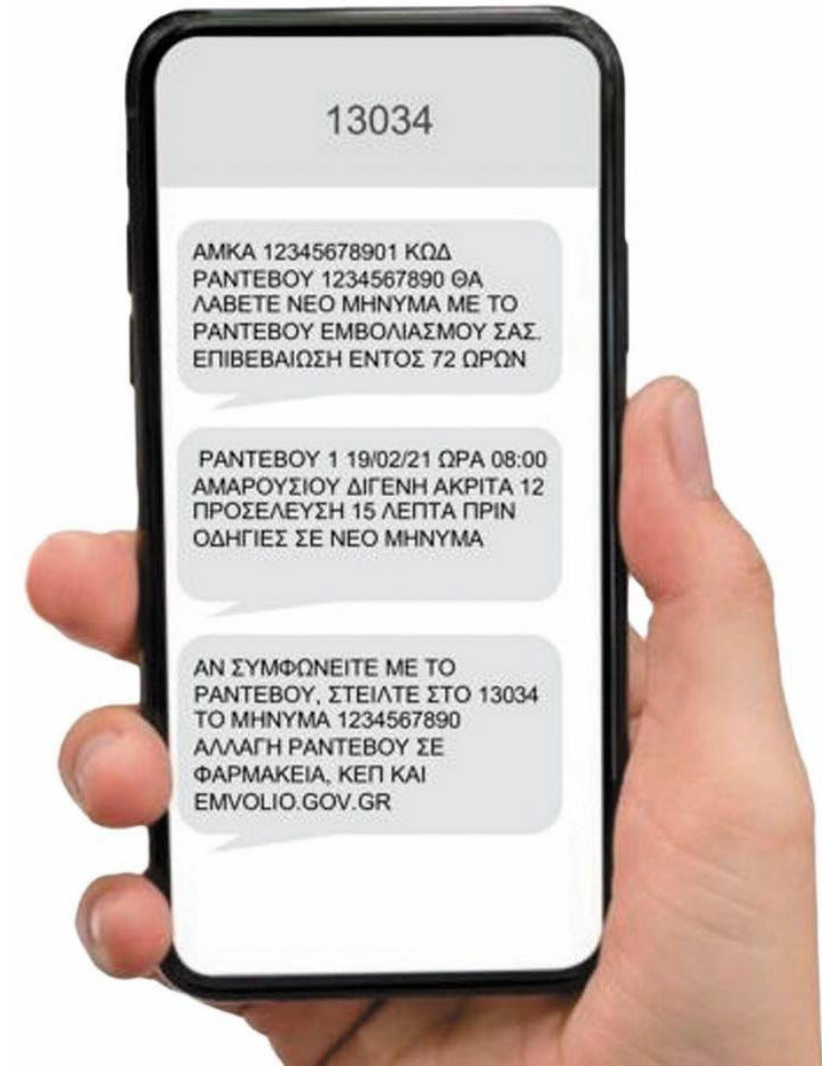 13034
ΑΜΚΑ 12345678901 ΚΩΔ
ΡΑΝΤΕΒΟΥ 1234567890 ΘΑ
ΛΑΒΕΤΕ ΝΕΟ ΜΗΝΥΜΑ ΜΕ ΤΟ
ΡΑΝΤΕΒΟΥ ΕΜΒΟΛΙΑΣΜΟΥ ΣΑΣ.
ΕΠΙΒΕΒΑΙΩΣΗ ΕΝΤΟΣ 72 ΩΡΩΝ
ΡΑΝΤΕΒΟΥ 1 19/02/21 ΩΡΑ 08:00
ΑΜΑΡΟΥΣΙΟΥ ΔΙΓΕΝΗ ΑΚΡΙΤΑ 12
ΠΡΟΣΕΛΕΥΣΗ 15 ΛΕΠΤΑ ΠΡΙΝ
ΟΔΗΓΙΕΣ ΣΕ ΝΕΟ ΜΗΝΥΜΑ
ΑΝ ΣΥΜΦΩΝΕΙΤΕ ΜΕ ΤΟ
ΡΑΝΤΕΒΟΥ, ΣΤΕΙΛΤΕ ΣΤΟ 13034
ΤΟ ΜΗΝΥΜΑ 1234567890
ΑΛΛΑΓΗ ΡΑΝΤΕΒΟΥ ΣΕ
ΦΑΡΜΑΚΕΙΑ, ΚΕΠ ΚΑΙ
EMVOLIO.GOV.GR